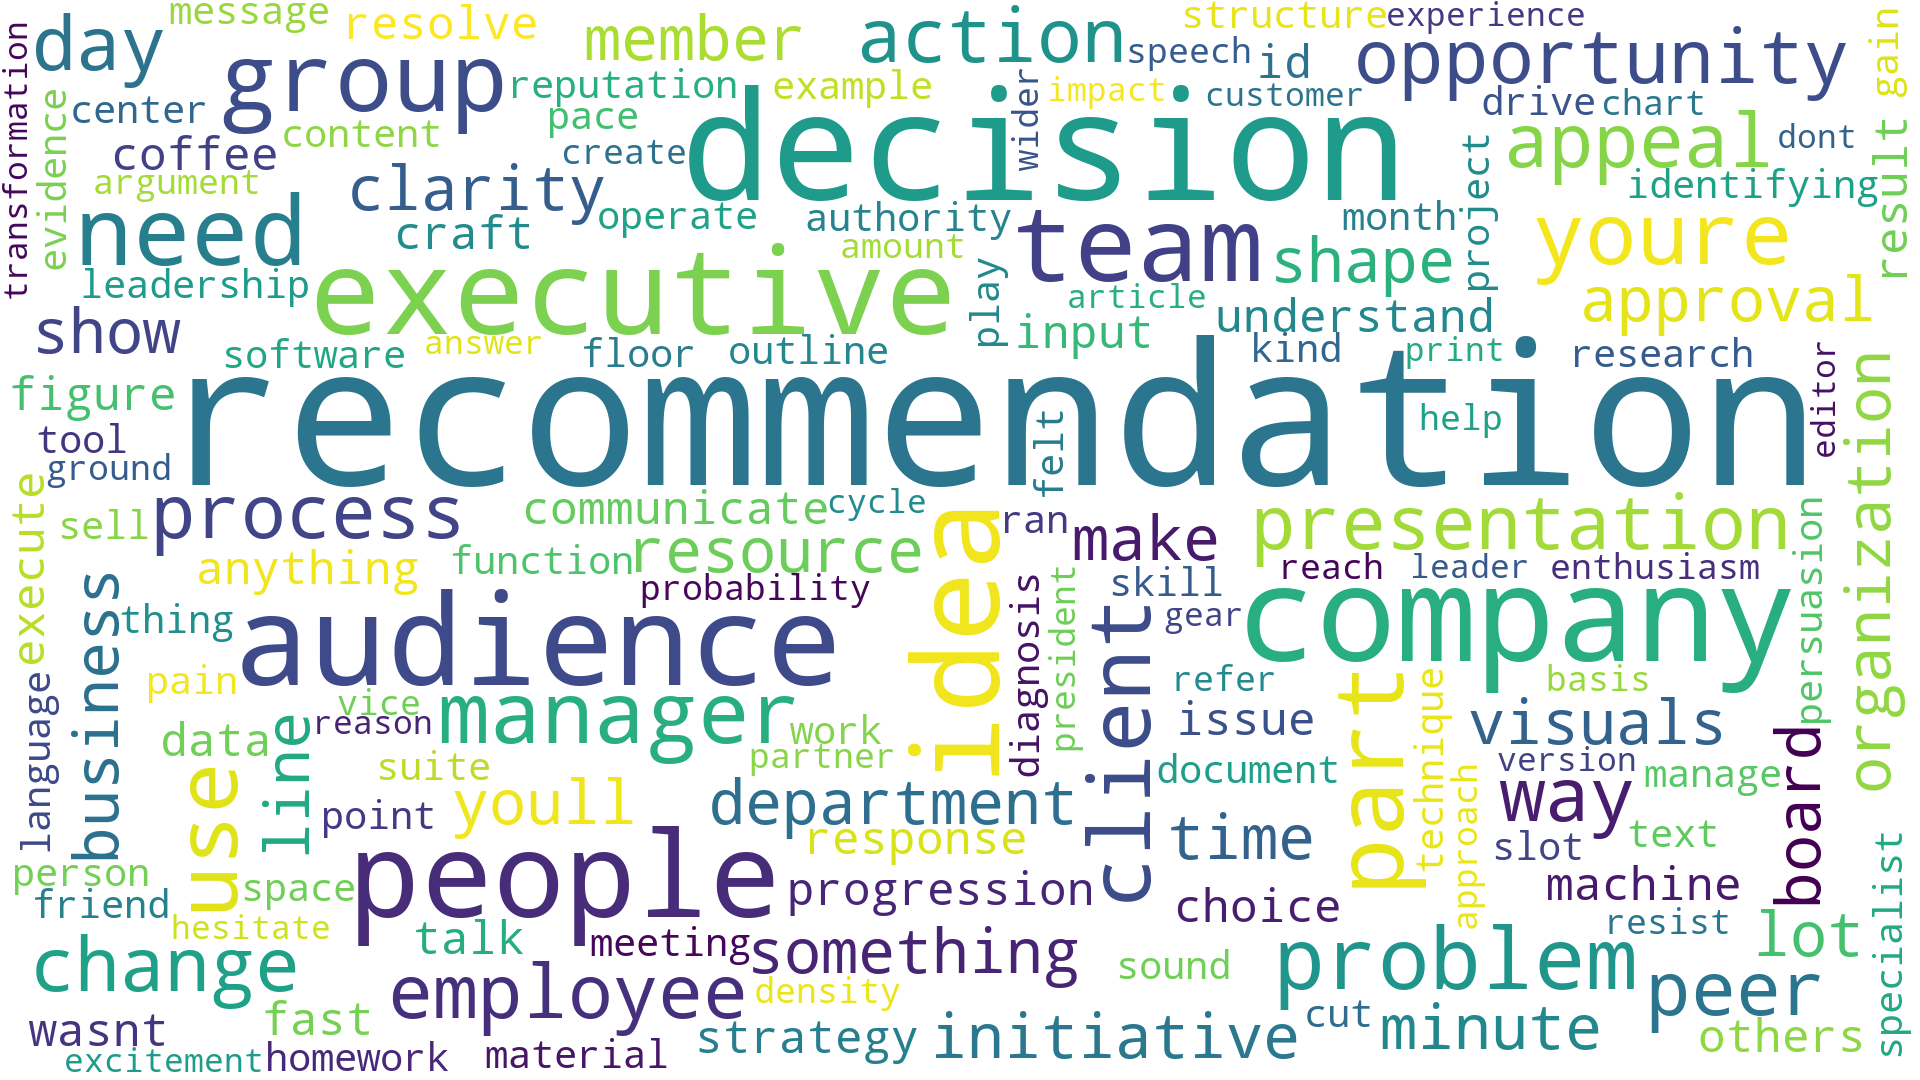 message resolve member action structure experience
day group reputation example speech id opportunity gain
transformation center content pace wider impact customer drive chart
evidence coffee create decision appeal dont result
argument clarity operate authority project identifying
need craft amount team month youre
leadership executive play article shape approval
show input understand
software answer floor outline kind print research
figure recommendation help editor organization
tool felt
ground
execute sell process communicate cycle ran make presentation
anything function resource idea reach leader enthusiasm persuasion
business thing probability diagnosis president skill gear company
audience client
language pain vice manager refer basis
data line reason work issue part technique visuals
suite partner document version manage
use point youll department time approach way board
response slot text
person space people progression choice machine specialist
friend hesitate resist
change talk meeting something sound problem lot
employee density peer
wasnt fast strategy initiative cut minute others
excitement homework material